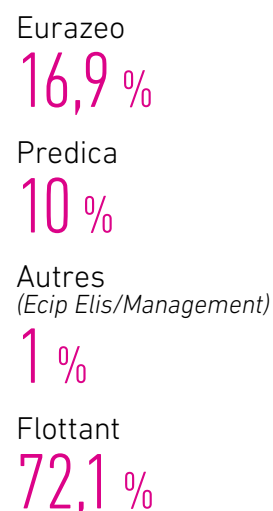 Eurazeo
16,9 %
Predica
10 %
Autres
(Ecip Elis/Management)
1 %
Flottant
72,1 %